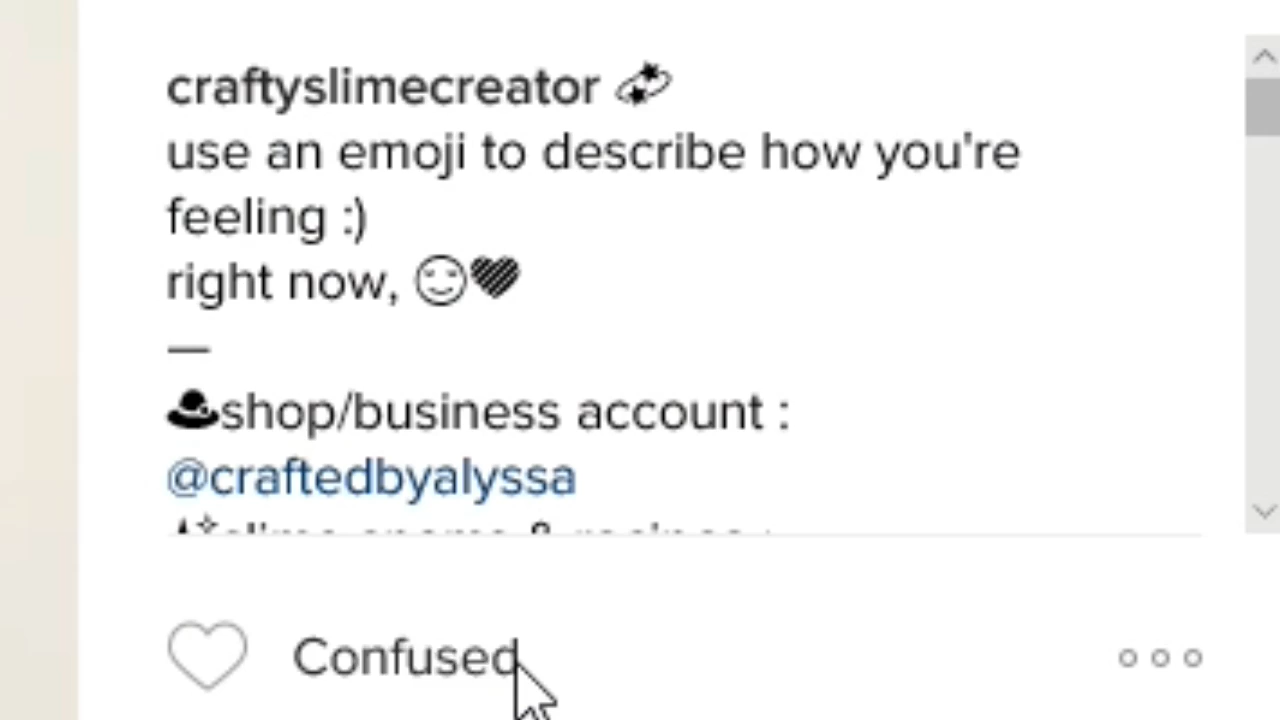 craftyslimecreator 💫
use an emoji to describe how you're
feeling :)
right now, 😌💜
—
👒shop/business account :
@craftedbyalyssa
Confused